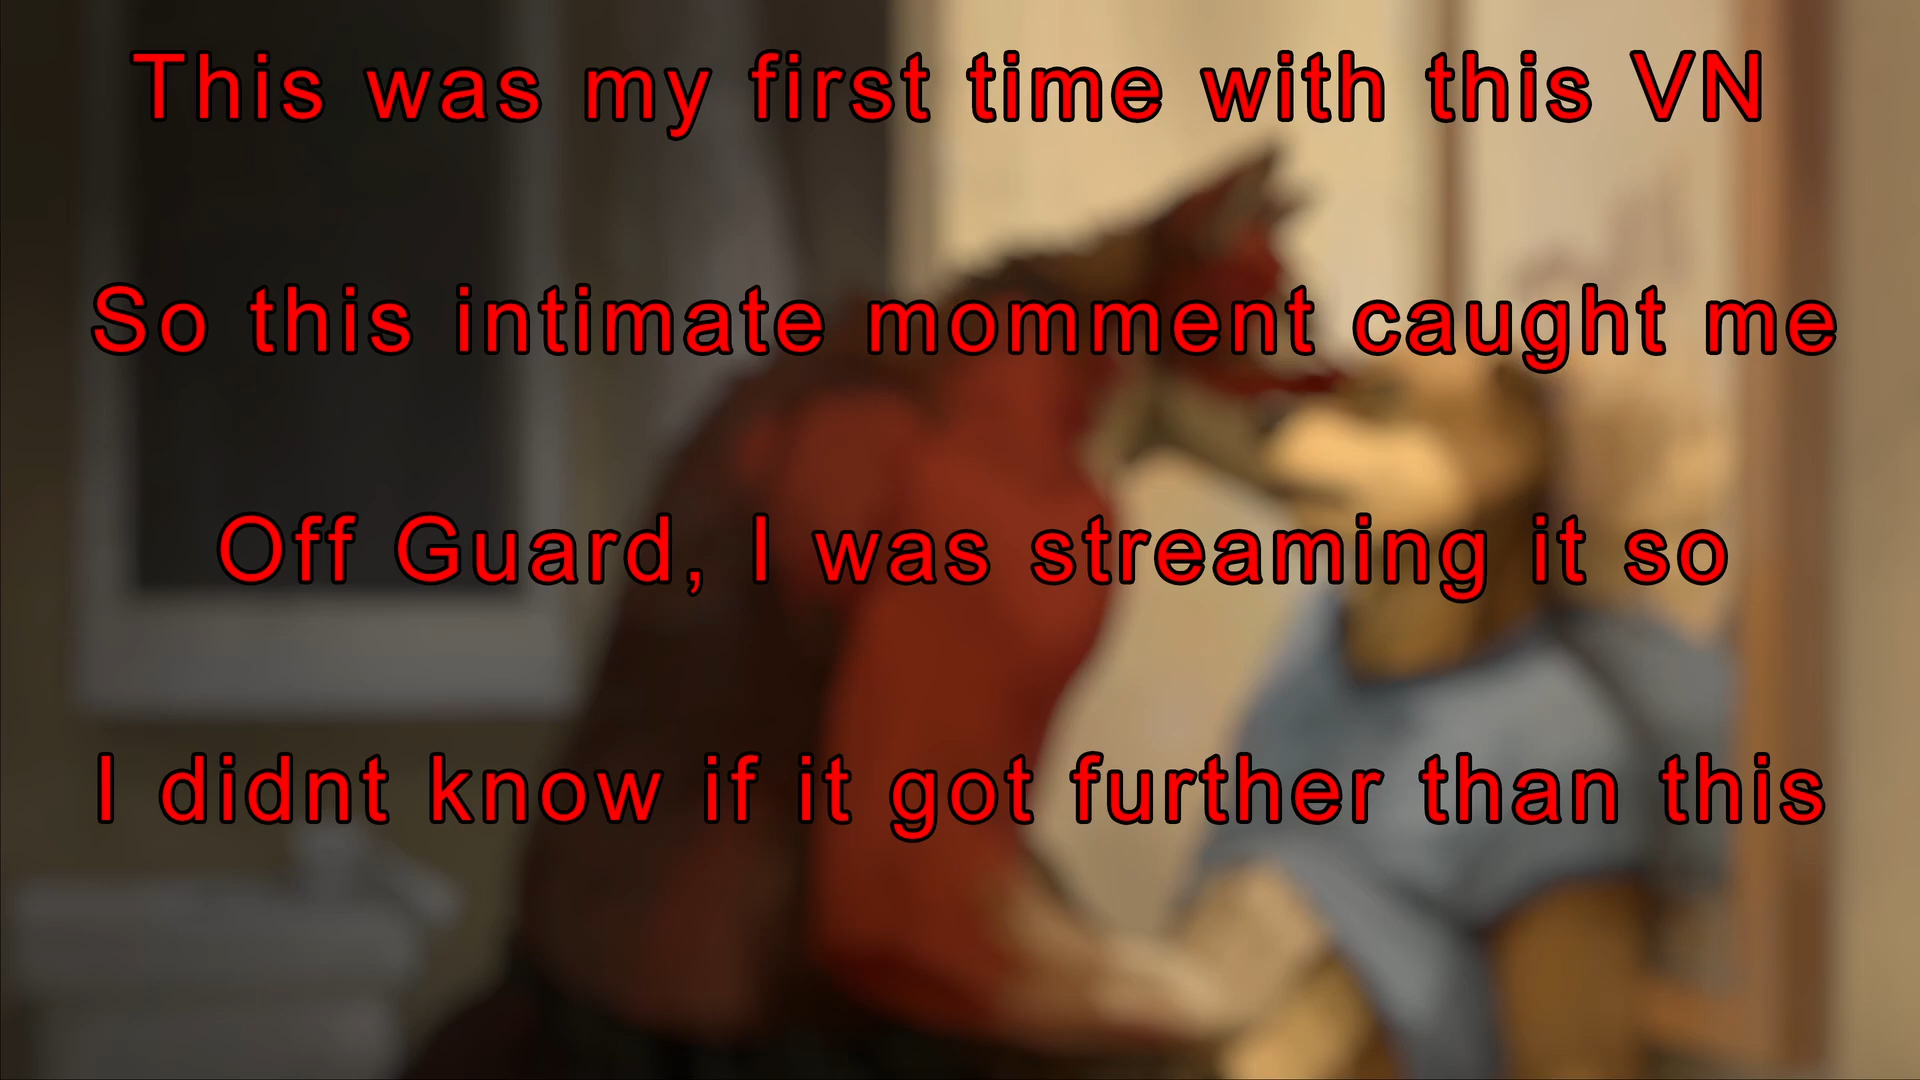 This was my first time with this VN
So this intimate momment caught me
Off Guard, I was streaming it so
I didnt know if it got further than this